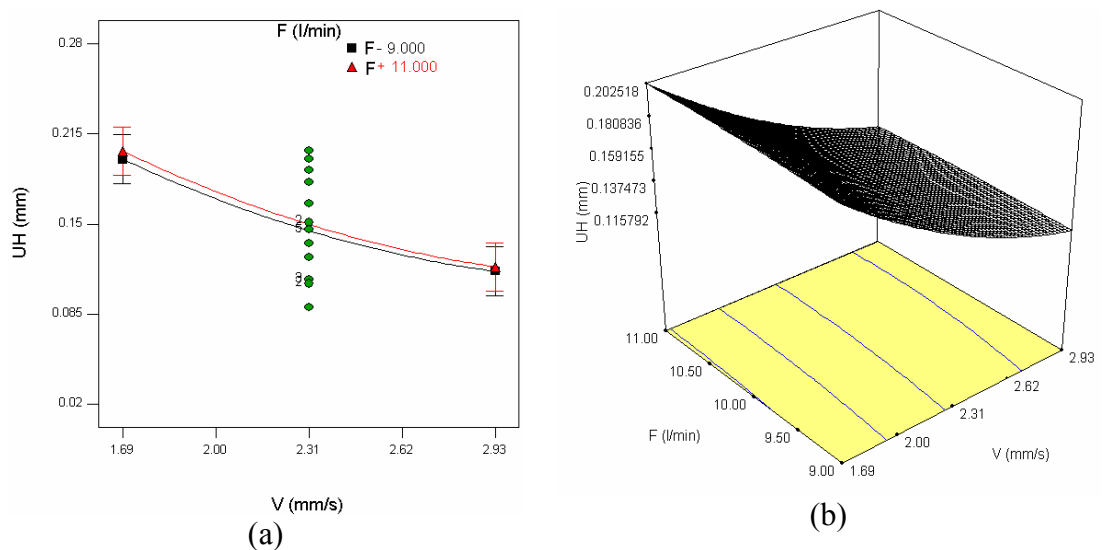 F (l/min)
F - 9.000
F + 11.000
0.28
0.215
0.15
0.085
0.02
UH (mm)
2
5
3
2
1.69
2.00
2.31
2.62
2.93
V (mm/s)
(a)
0.202518
0.180836
0.159155
0.137473
0.115792
UH (mm)
11.00
10.50
10.00
9.50
9.00
F (l/min)
1.69
2.00
2.31
2.62
2.93
V (mm/s)
(b)